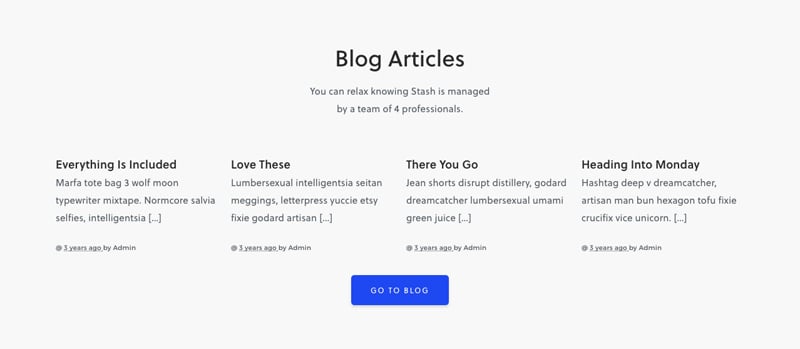 Blog Articles
You can relax knowing Stash is managed
by a team of 4 professionals.
Everything Is Included
Marfa tote bag 3 wolf moon
typewriter mixtape. Normcore salvia
selfies, intelligentsia [...]
@ 3 years ago by Admin
Love These
Lumbersexual intelligentsia seitan
meggings, letterpress yuccie etsy
fixie godard artisan [...]
@ 3 years ago by Admin
There You Go
Jean shorts disrupt distillery, godard
dreamcatcher lumbersexual umami
green juice [...]
@ 3 years ago by Admin
Heading Into Monday
Hashtag deep v dreamcatcher,
artisan man bun hexagon tofu fixie
crucifix vice unicorn. [...]
@ 3 years ago by Admin
GO TO BLOG